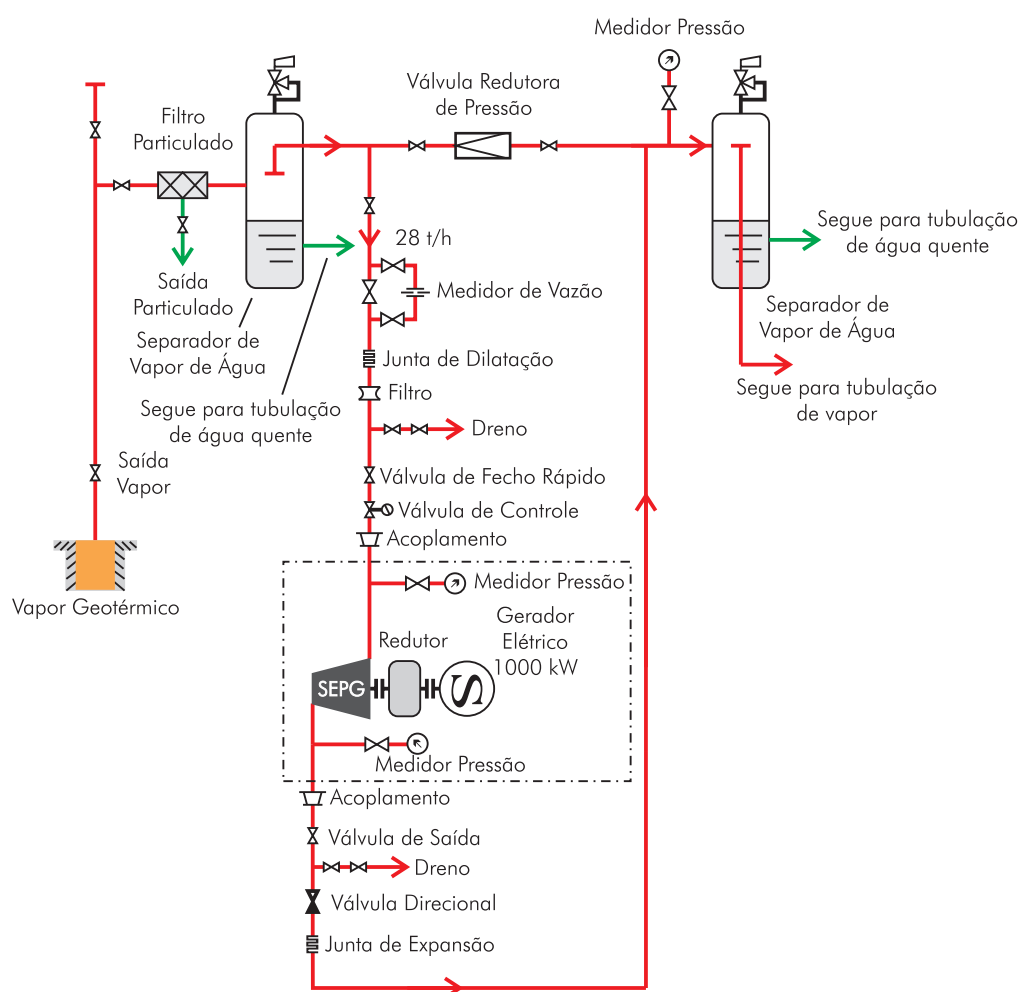 Medidor Pressão
Válvula Redutora
de Pressão
Filtro
Particulado
Segue para tubulação
de água quente
28 t/h
Medidor de Vazão
Saída
Particulado
Separador de
Vapor de Água
Separador de
Vapor de Água
Junta de Dilatação
Segue para tubulação
de vapor
Filtro
Segue para tubulação
de água quente
Dreno
Saída
Vapor
Válvula de Fecho Rápido
Válvula de Controle
Acoplamento
Vapor Geotérmico
Medidor Pressão
Gerador
Elétrico
1000 kW
Redutor
SEPG
S
Medidor Pressão
Acoplamento
Válvula de Saída
Dreno
Válvula Direcional
Junta de Expansão